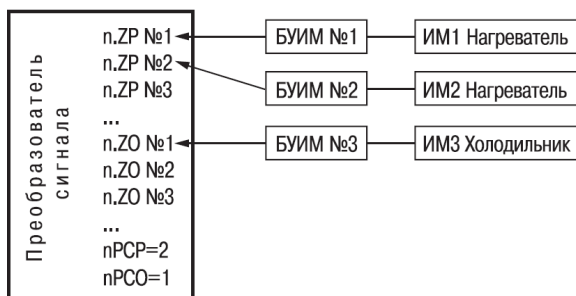 Преобразователь
сигнала
n.ZP №1
n.ZP №2
n.ZP №3
...
n.ZO №1
n.ZO №2
n.ZO №3
...
nPCP=2
nPCO=1
БУИМ №1
ИМ1 Нагреватель
БУИМ №2
ИМ2 Нагреватель
БУИМ №3
ИМ3 Холодильник